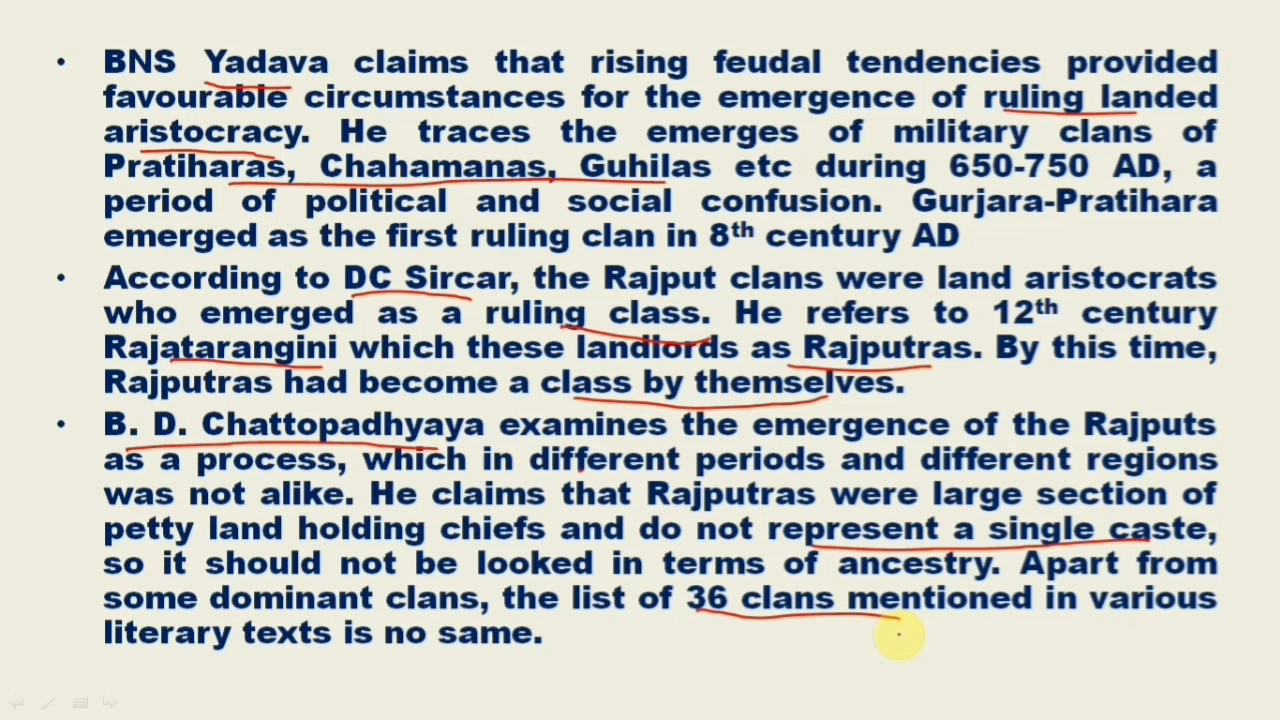 • BNS Yadava claims that rising feudal tendencies provided
favourable circumstances for the emergence of ruling landed
aristocracy. He traces the emerges of military clans of
Pratiharas, Chahamanas, Guhilas etc during 650-750 AD, a
period of political and social confusion. Gurjara-Pratihara
emerged as the first ruling clan in 8th century AD
• According to DC Sircar, the Rajput clans were land aristocrats
who emerged as a ruling class. He refers to 12th century
Rajatarangini which these landlords as Rajputras. By this time,
Rajputras had become a class by themselves.
• B. D. Chattopadhyaya examines the emergence of the Rajputs
as a process, which in different periods and different regions
was not alike. He claims that Rajputras were large section of
petty land holding chiefs and do not represent a single caste,
so it should not be looked in terms of ancestry. Apart from
some dominant clans, the list of 36 clans mentioned in various
literary texts is no same.